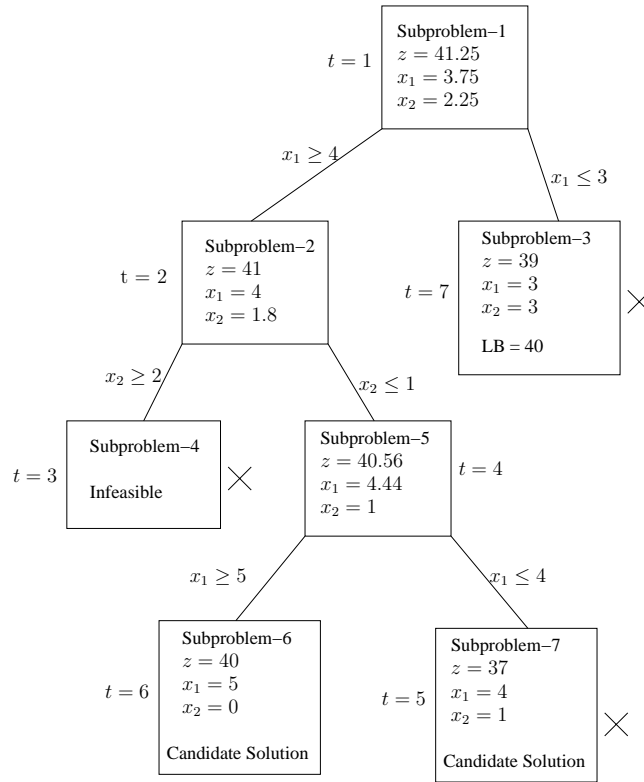 Subproblem−1
z = 41.25
x₁ = 3.75
x₂ = 2.25
t = 1
x₁ ≥ 4
x₁ ≤ 3
Subproblem−2
z = 41
x₁ = 4
x₂ = 1.8
t = 2
Subproblem−3
z = 39
x₁ = 3
x₂ = 3
LB = 40
t = 7
x₂ ≥ 2
x₂ ≤ 1
Subproblem−4
Infeasible
t = 3
Subproblem−5
z = 40.56
x₁ = 4.44
x₂ = 1
t = 4
x₁ ≥ 5
x₁ ≤ 4
Subproblem−6
z = 40
x₁ = 5
x₂ = 0
Candidate Solution
t = 6
Subproblem−7
z = 37
x₁ = 4
x₂ = 1
Candidate Solution
t = 5